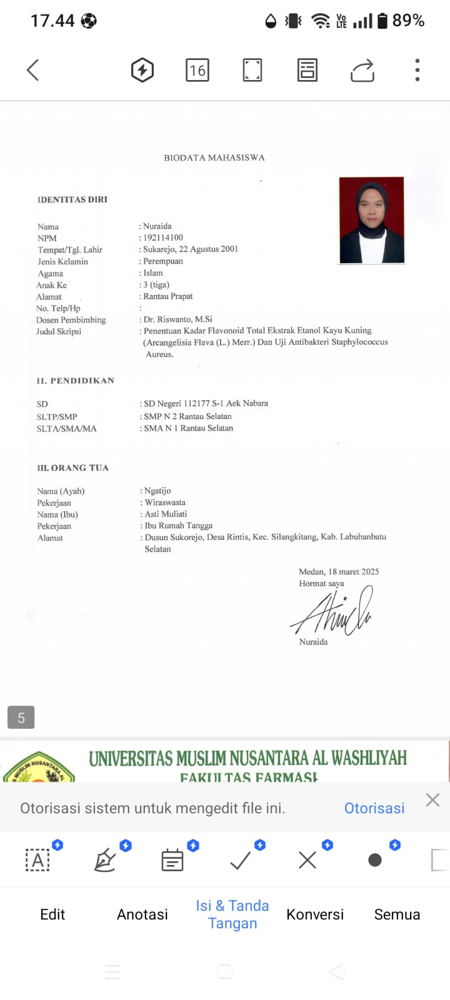 17.44
Vo
LTE
89%
16
BIODATA MAHASISWA
IDENTITAS DIRI
Nama : Nuraida
NPM : 192114100
Tempat/Tgl. Lahir : Sukarejo, 22 Agustus 2001
Jenis Kelamin : Perempuan
Agama : Islam
Anak Ke : 3 (tiga)
Alamat : Rantau Prapat
No. Telp/Hp :
Dosen Pembimbing : Dr. Riswanto, M.Si
Judul Skripsi : Penentuan Kadar Flavonoid Total Ekstrak Etanol Kayu Kuning
(Arcangelisia Flava (L.) Merr.) Dan Uji Antibakteri Staphylococcus
Aureus.
II. PENDIDIKAN
SD : SD Negeri 112177 S-1 Aek Nabara
SLTP/SMP : SMP N 2 Rantau Selatan
SLTA/SMA/MA : SMA N 1 Rantau Selatan
III. ORANG TUA
Nama (Ayah) : Ngatijo
Pekerjaan : Wiraswasta
Nama (Ibu) : Asti Muliati
Pekerjaan : Ibu Rumah Tangga
Alamat : Dusun Sukorejo, Desa Rintis, Kec. Silangkitang, Kab. Labuhanbatu
Selatan
Medan, 18 maret 2025
Hormat saya
Nuraida
5
UNIVERSITAS MUSLIM NUSANTARA AL WASHLIYAH
FAKULTAS FARMASI
MUSLIM NUSANTARA
Otorisasi sistem untuk mengedit file ini. Otorisasi
A
Edit Anotasi Isi & Tanda Tangan Konversi Semua